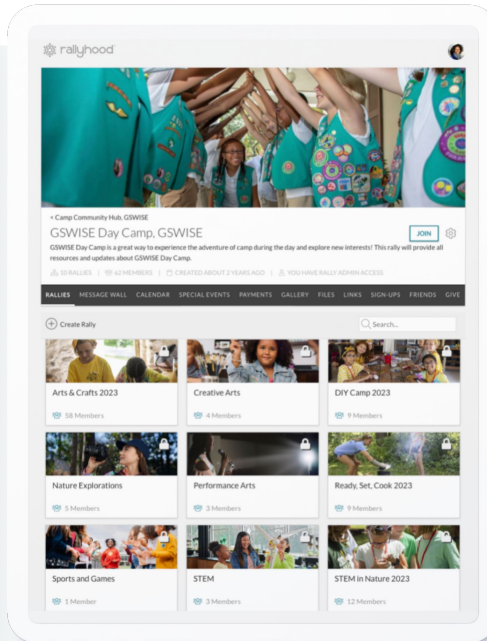 rallyhood
< Camp Community Hub, GSWISE
GSWISE Day Camp, GSWISE
JOIN
GSWISE Day Camp is a great way to experience the adventure of camp during the day and explore new interests! This rally will provide all
resources and updates about GSWISE Day Camp.
10 RALLIES | 62 MEMBERS | CREATED ABOUT 2 YEARS AGO | YOU HAVE RALLY ADMIN ACCESS
RALLIES MESSAGE WALL CALENDAR SPECIAL EVENTS PAYMENTS GALLERY FILES LINKS SIGN-UPS FRIENDS GIVE
Create Rally Search...
Arts & Crafts 2023 Creative Arts DIY Camp 2023
58 Members 4 Members 9 Members
Nature Explorations Performance Arts Ready, Set, Cook 2023
5 Members 3 Members 9 Members
Sports and Games STEM STEM in Nature 2023
1 Member 3 Members 12 Members